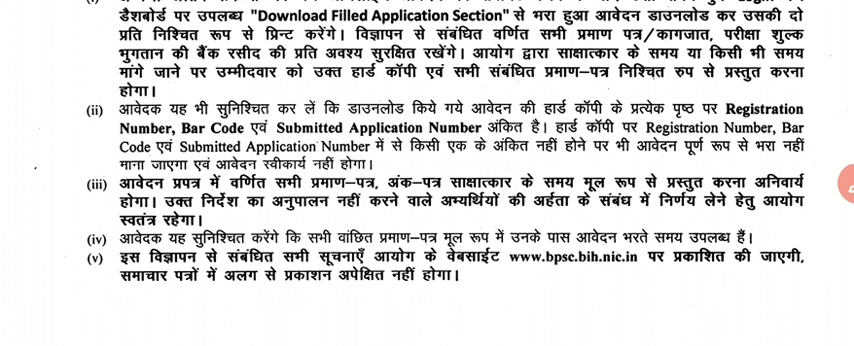 डैशबोर्ड पर उपलब्ध "Download Filled Application Section" से भरा हुआ आवेदन डाउनलोड कर उसकी दो
प्रति निश्चित रूप से प्रिन्ट करेंगे। विज्ञापन से संबंधित वर्णित सभी प्रमाण पत्र/कागजात, परीक्षा शुल्क
भुगतान की बैंक रसीद की प्रति अवश्य सुरक्षित रखेंगे। आयोग द्वारा साक्षात्कार के समय या किसी भी समय
मांगे जाने पर उम्मीदवार को उक्त हार्ड कॉपी एवं सभी संबंधित प्रमाण–पत्र निश्चित रुप से प्रस्तुत करना
होगा।
(ii) आवेदक यह भी सुनिश्चित कर लें कि डाउनलोड किये गये आवेदन की हार्ड कॉपी के प्रत्येक पृष्ठ पर Registration
Number, Bar Code एवं Submitted Application Number अंकित है। हार्ड कॉपी पर Registration Number, Bar
Code एवं Submitted Application Number में से किसी एक के अंकित नहीं होने पर भी आवेदन पूर्ण रूप से भरा नहीं
माना जाएगा एवं आवेदन स्वीकार्य नहीं होगा।
(iii) आवेदन प्रपत्र में वर्णित सभी प्रमाण–पत्र, अंक–पत्र साक्षात्कार के समय मूल रूप से प्रस्तुत करना अनिवार्य
होगा। उक्त निर्देश का अनुपालन नहीं करने वाले अभ्यर्थियों की अर्हता के संबंध में निर्णय लेने हेतु आयोग
स्वतंत्र रहेगा।
(iv) आवेदक यह सुनिश्चित करेंगे कि सभी वांछित प्रमाण–पत्र मूल रूप में उनके पास आवेदन भरते समय उपलब्ध हैं।
(v) इस विज्ञापन से संबंधित सभी सूचनाएँ आयोग के वेबसाईट www.bpsc.bih.nic.in पर प्रकाशित की जाएगी,
समाचार पत्रों में अलग से प्रकाशन अपेक्षित नहीं होगा।